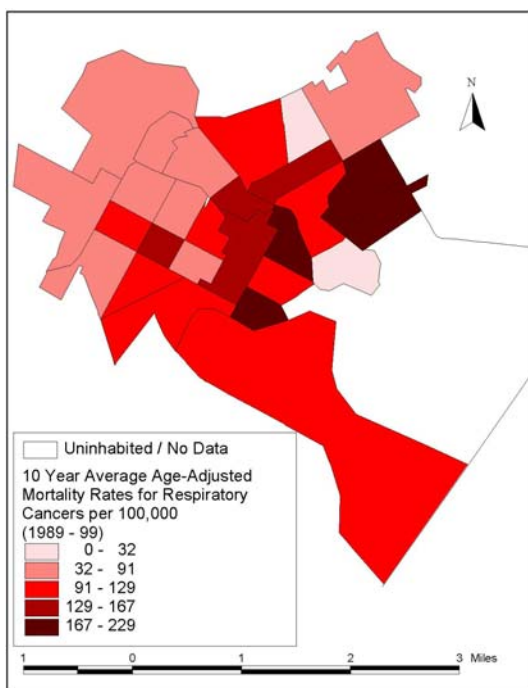 N
Uninhabited / No Data
10 Year Average Age-Adjusted
Mortality Rates for Respiratory
Cancers per 100,000
(1989 - 99)
0 - 32
32 - 91
91 - 129
129 - 167
167 - 229
1 0 1 2 3 Miles